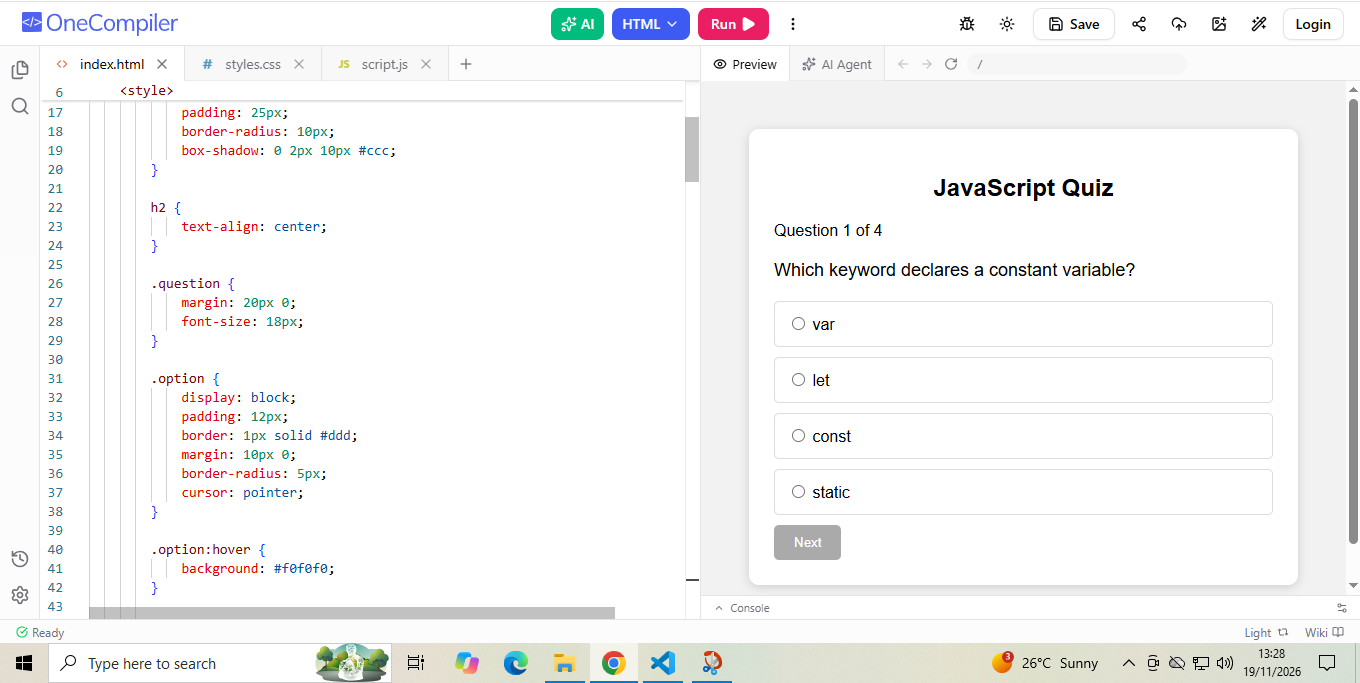 </> OneCompiler
AI
HTML
Run
Save
Login
<> index.html
# styles.css
JS script.js
+
6 <style>
17 padding: 25px;
18 border-radius: 10px;
19 box-shadow: 0 2px 10px #ccc;
20 }
21
22 h2 {
23 text-align: center;
24 }
25
26 .question {
27 margin: 20px 0;
28 font-size: 18px;
29 }
30
31 .option {
32 display: block;
33 padding: 12px;
34 border: 1px solid #ddd;
35 margin: 10px 0;
36 border-radius: 5px;
37 cursor: pointer;
38 }
39
40 .option:hover {
41 background: #f0f0f0;
42 }
43
Preview
AI Agent
/
JavaScript Quiz
Question 1 of 4
Which keyword declares a constant variable?
var
let
const
static
Next
Console
Ready
Light
Wiki
Type here to search
3
26°C Sunny
13:28
19/11/2026